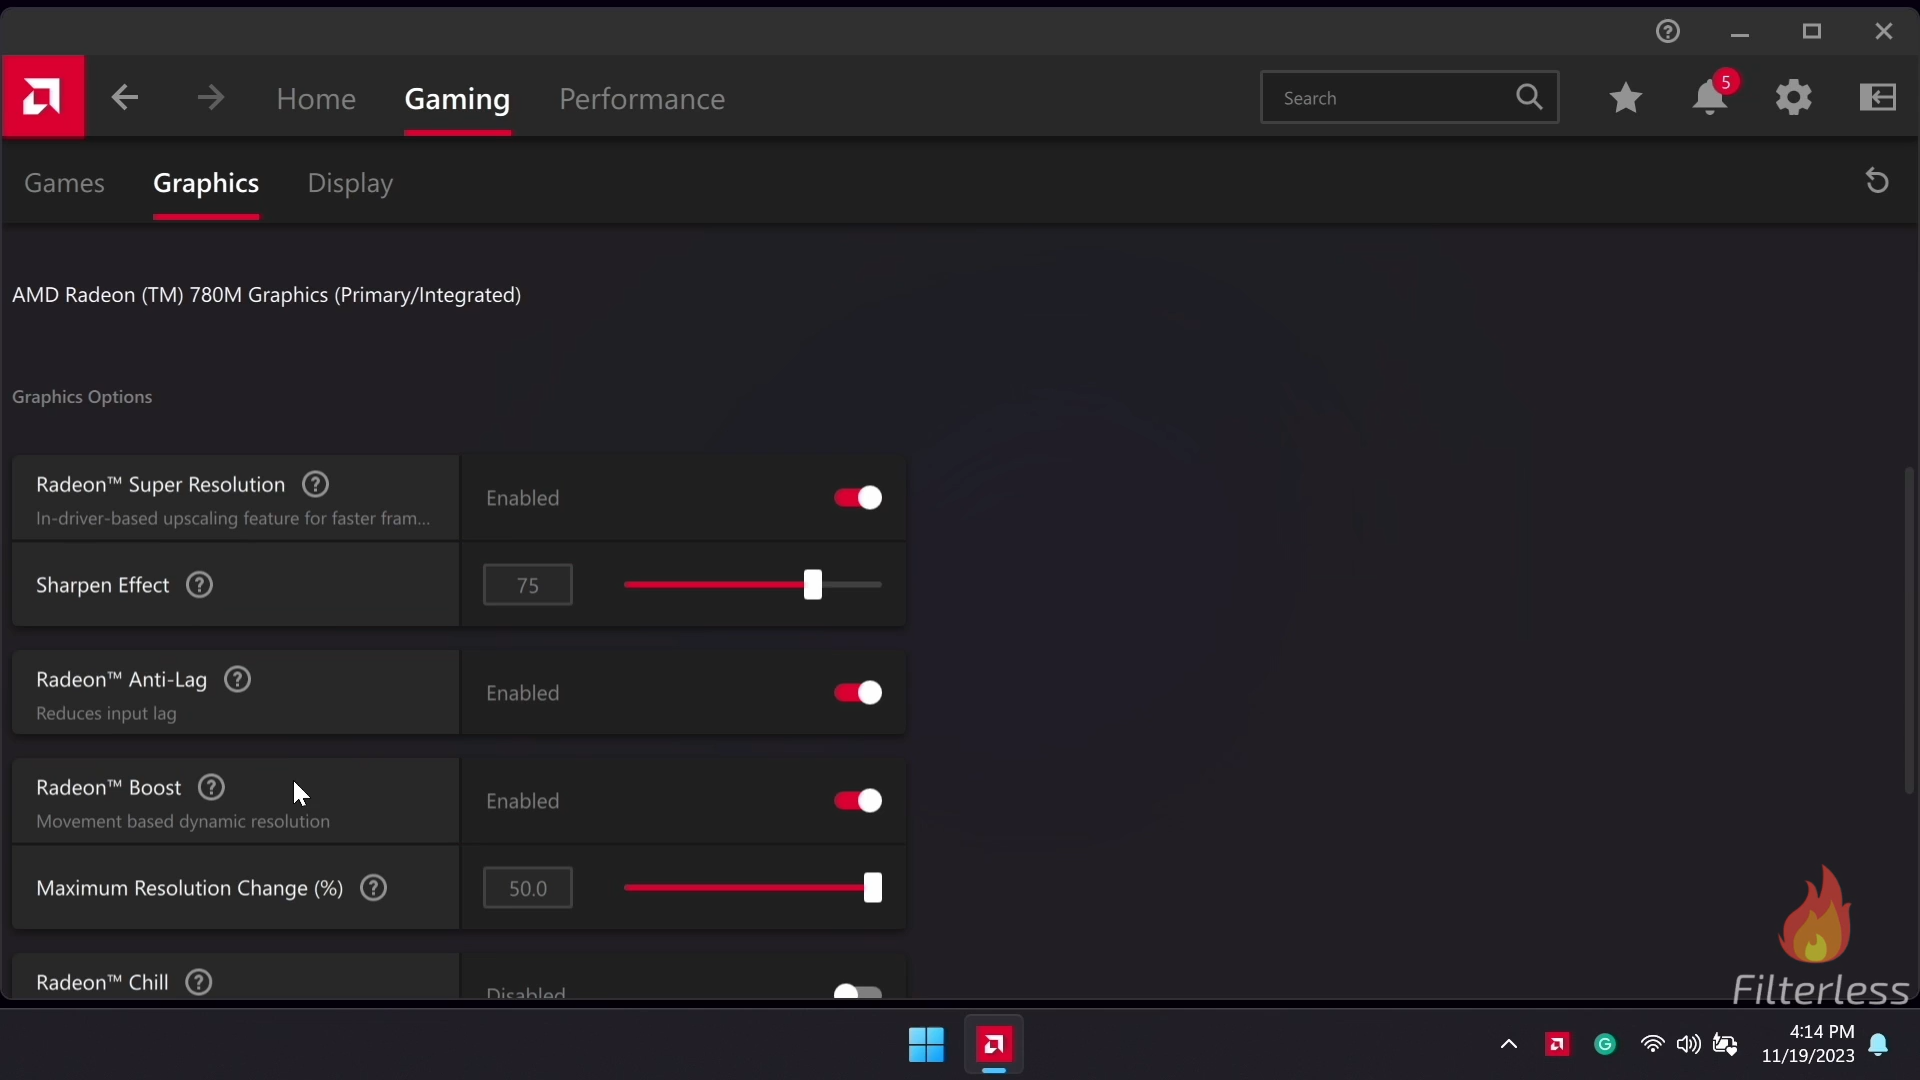 Home
Gaming
Performance
Search
5
Games
Graphics
Display
AMD Radeon (TM) 780M Graphics (Primary/Integrated)
Graphics Options
Radeon™ Super Resolution ?
Enabled
In-driver-based upscaling feature for faster fram...
Sharpen Effect ?
75
Radeon™ Anti-Lag ?
Enabled
Reduces input lag
Radeon™ Boost ?
Enabled
Movement based dynamic resolution
Maximum Resolution Change (%) ?
50.0
Radeon™ Chill ?
Disabled
Filterless
4:14 PM
11/19/2023